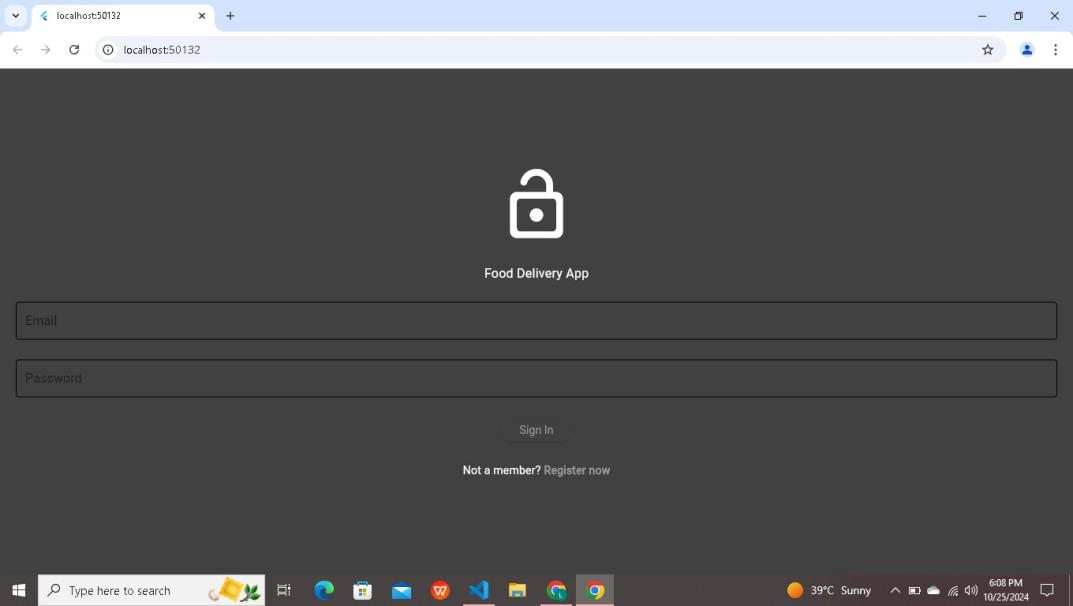 localhost:50132
localhost:50132
Food Delivery App
Email
Password
Sign In
Not a member? Register now
Type here to search
39°C Sunny
6:08 PM
10/25/2024